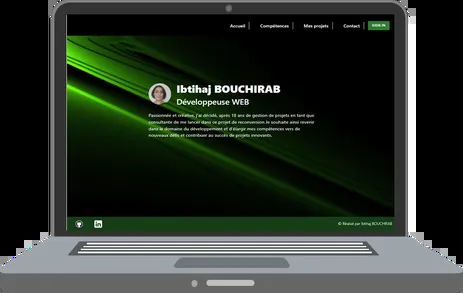 Accueil Compétences Mes projets Contact SIGN IN
Ibtihaj BOUCHIRAB
Développeuse WEB
Passionnée et créative, j'ai décidé, après 10 ans de gestion de projets en tant que
consultante de me lancer dans ce projet de reconversion. Je souhaite ainsi revenir
dans le domaine du développement et d'élargir mes compétences vers de
nouveaux défis et contribuer au succès de projets innovants.
in
© Réalisé par Ibtihaj BOUCHIRAB